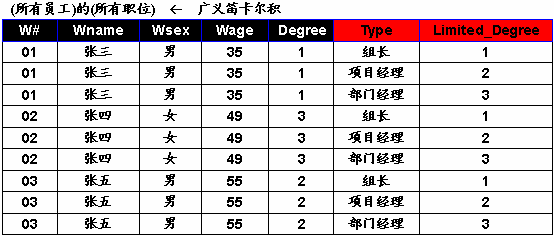 (所有员工)的(所有职位) ← 广义笛卡尔积
W# Wname Wsex Wage Degree Type Limited_Degree
01 张三 男 35 1 组长 1
01 张三 男 35 1 项目经理 2
01 张三 男 35 1 部门经理 3
02 张四 女 49 3 组长 1
02 张四 女 49 3 项目经理 2
02 张四 女 49 3 部门经理 3
03 张五 男 55 2 组长 1
03 张五 男 55 2 项目经理 2
03 张五 男 55 2 部门经理 3